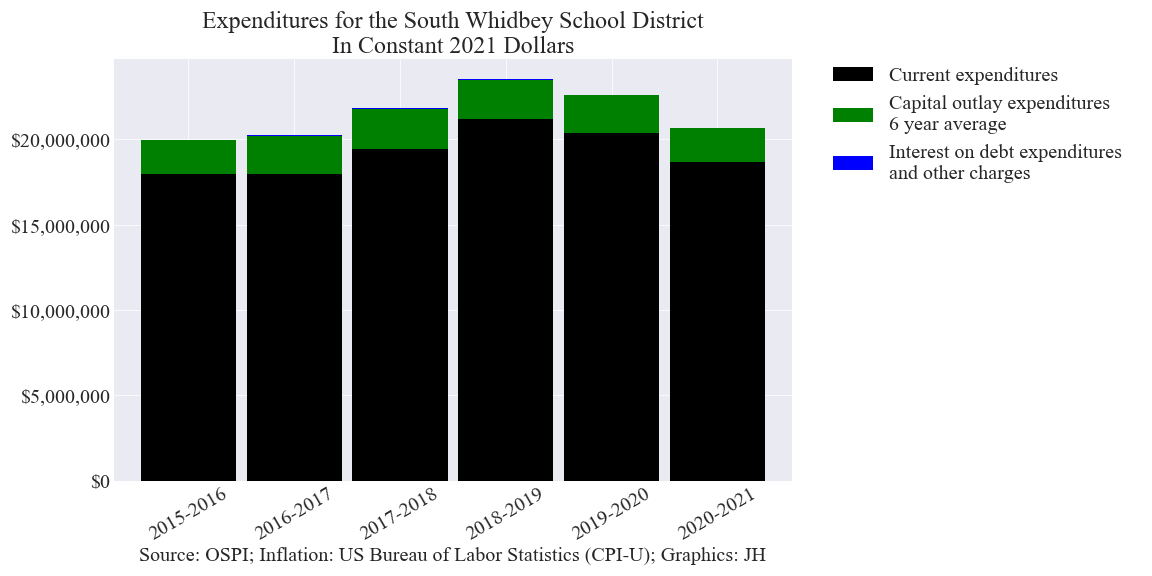 Expenditures for the South Whidbey School District
In Constant 2021 Dollars
Current expenditures
Capital outlay expenditures
6 year average
Interest on debt expenditures
and other charges
$20,000,000
$15,000,000
$10,000,000
$5,000,000
$0
2015-2016
2016-2017
2017-2018
2018-2019
2019-2020
2020-2021
Source: OSPI; Inflation: US Bureau of Labor Statistics (CPI-U); Graphics: JH